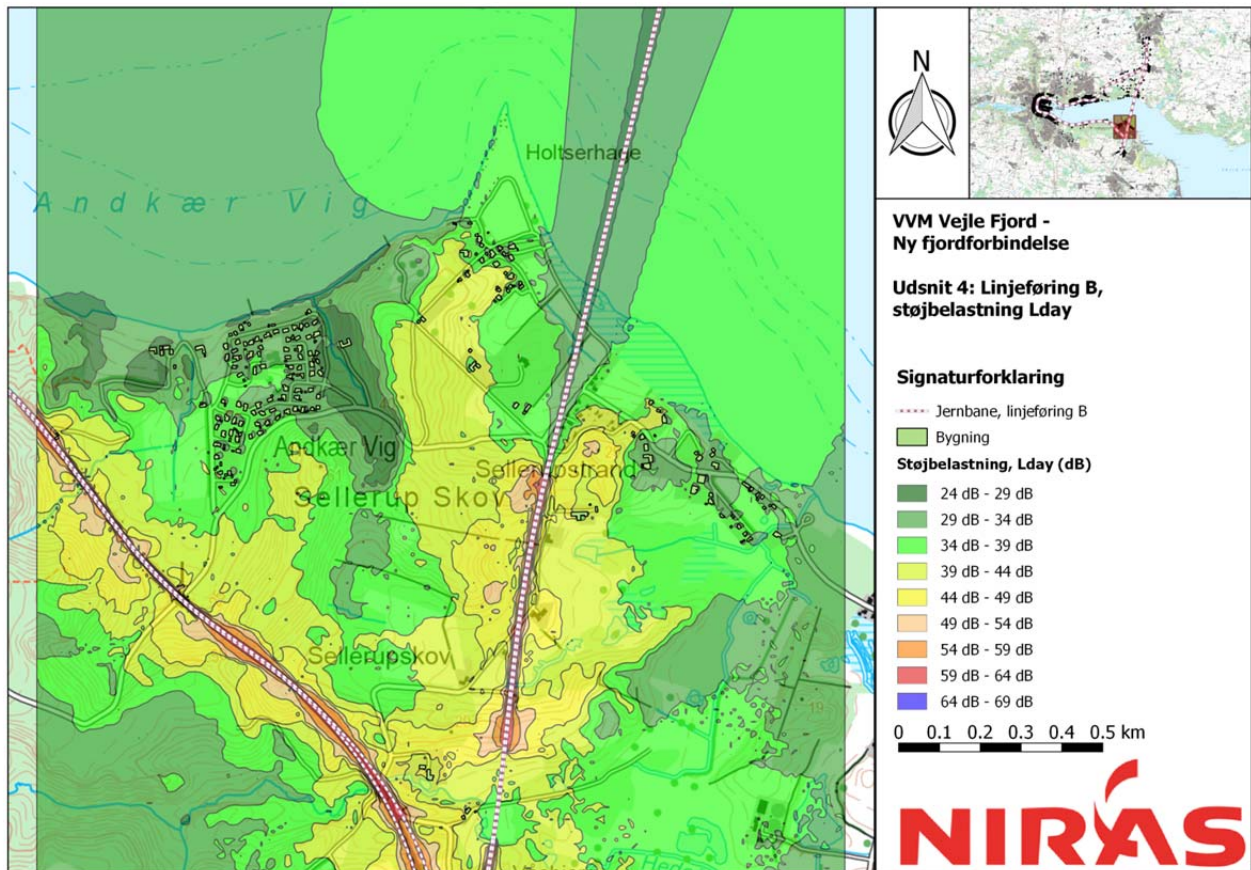 Holtserhage
Andkær Vig
Andkær Vig
Sellerupstrand
Sellerup Skov
Sellerupskov
19
Hed
N
VVM Vejle Fjord -
Ny fjordforbindelse
Udsnit 4: Linjeføring B,
støjbelastning Lday
Signaturforklaring
Jernbane, linjeføring B
Bygning
Støjbelastning, Lday (dB)
24 dB - 29 dB
29 dB - 34 dB
34 dB - 39 dB
39 dB - 44 dB
44 dB - 49 dB
49 dB - 54 dB
54 dB - 59 dB
59 dB - 64 dB
64 dB - 69 dB
0 0.1 0.2 0.3 0.4 0.5 km
NIRAS